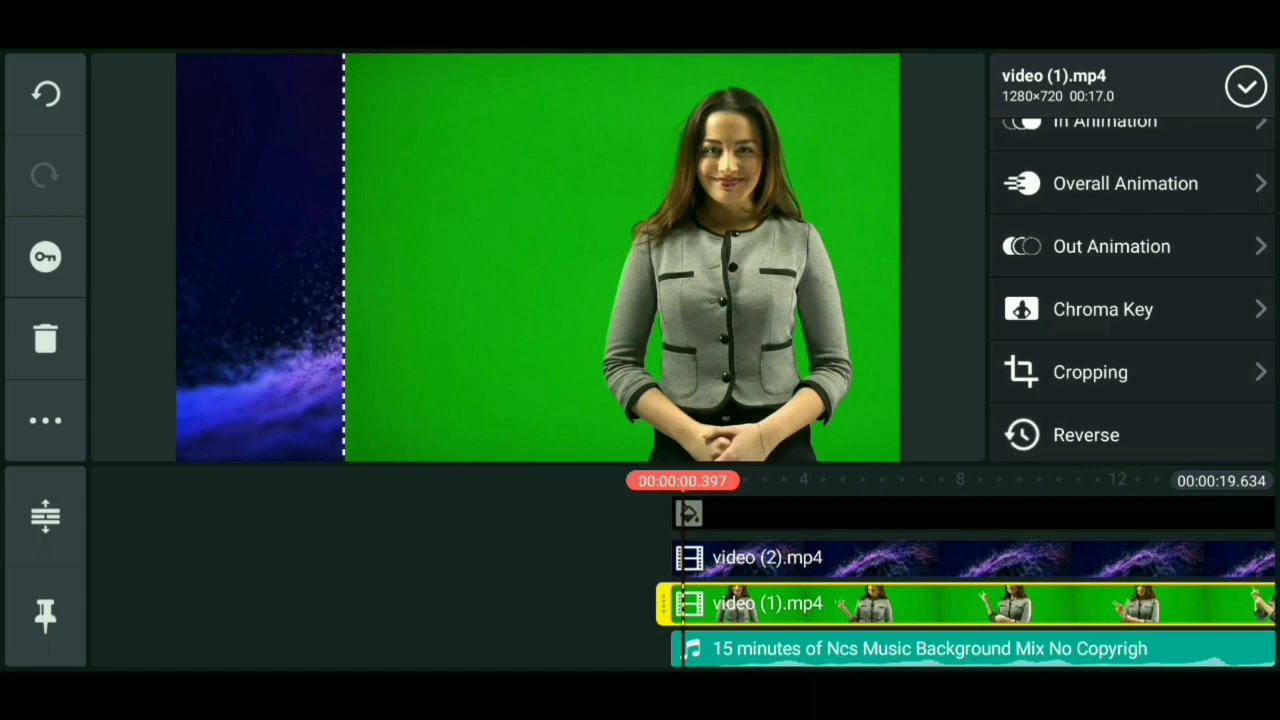 video (1).mp4
1280×720 00:17.0
In Animation
Overall Animation
Out Animation
Chroma Key
Cropping
Reverse
00:00:00.397
4
8
12
00:00:19.634
video (2).mp4
video (1).mp4
15 minutes of Ncs Music Background Mix No Copyrigh